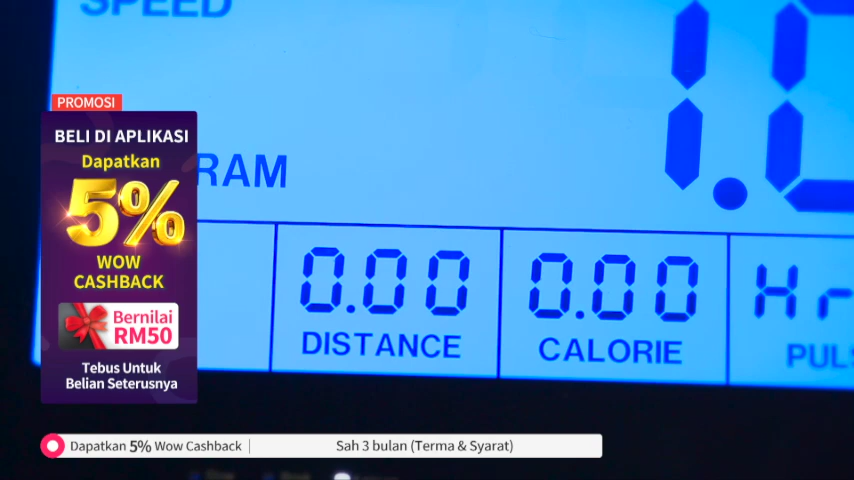 SPEED
PROMOSI
BELI DI APLIKASI
Dapatkan
5%
WOW
CASHBACK
Bernilai
RM50
Tebus Untuk
Belian Seterusnya
RAM
0.00
DISTANCE
0.00
CALORIE
Hr
PULS
Dapatkan 5% Wow Cashback
Sah 3 bulan (Terma & Syarat)